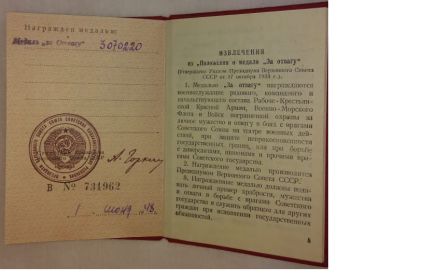 Награжден медалью:
Медаль „за Отвагу" 3070220
А. Горкин
В № 731962
1 июня 48.
ИЗВЛЕЧЕНИЯ
из „Положения о медали „За отвагу"
Утверждено Указом Президиума Верховного Совета
СССР от 17 октября 1938 г.
1. Медалью „За отвагу" награждаются
военнослужащие рядового, командного и
начальствующего состава Рабоче-Крестьян-
ской Красной Армии, Военно-Морского
Флота и Войск пограничной охраны за
личное мужество и отвагу в боях с врагами
Советского Союза на театре военных дей-
ствий, при защите неприкосновенности
государственных границ, или при борьбе
с диверсантами, шпионами и прочими вра-
гами Советского государства.
2. Награждение медалью производится
Президиумом Верховного Совета СССР.
3. Награжденные медалью должны пока-
зывать личный пример храбрости, мужества
и отваги в борьбе с врагами Советского
государства и служить образцом для других
граждан при исполнении государственных
обязанностей.